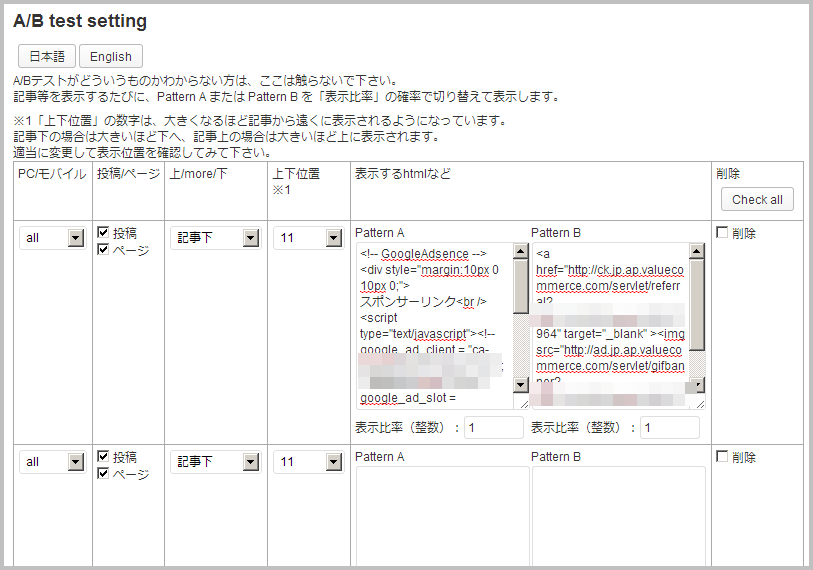 A/B test setting
日本語 English
A/Bテストがどういうものかわからない方は、ここは触らないで下さい。
記事等を表示するたびに、Pattern A または Pattern B を「表示比率」の確率で切り替えて表示します。
※1「上下位置」の数字は、大きくなるほど記事から遠くに表示されるようになっています。
記事下の場合は大きいほど下へ、記事上の場合は大きいほど上に表示されます。
適当に変更して表示位置を確認してみて下さい。
PC/モバイル 投稿/ページ 上/more/下 上下位置 表示するhtmlなど 削除
※1
Check all
all 投稿 記事下 11 Pattern A Pattern B 削除
ページ
<!-- GoogleAdsence -->
<div style="margin:10px 0
10px 0;">
スポンサーリンク<br />
<script
type="text/javascript"><!--
google_ad_client = "ca-
;
google_ad_slot =
<a
href="http://ck.jp.ap.valueco
mmerce.com/servlet/referr
al?
964" target="_blank" ><img
src="http://ad.jp.ap.valueco
mmerce.com/servlet/gifban
ner?
表示比率（整数）：1 表示比率（整数）：1
all 投稿 記事下 11 Pattern A Pattern B 削除
ページ